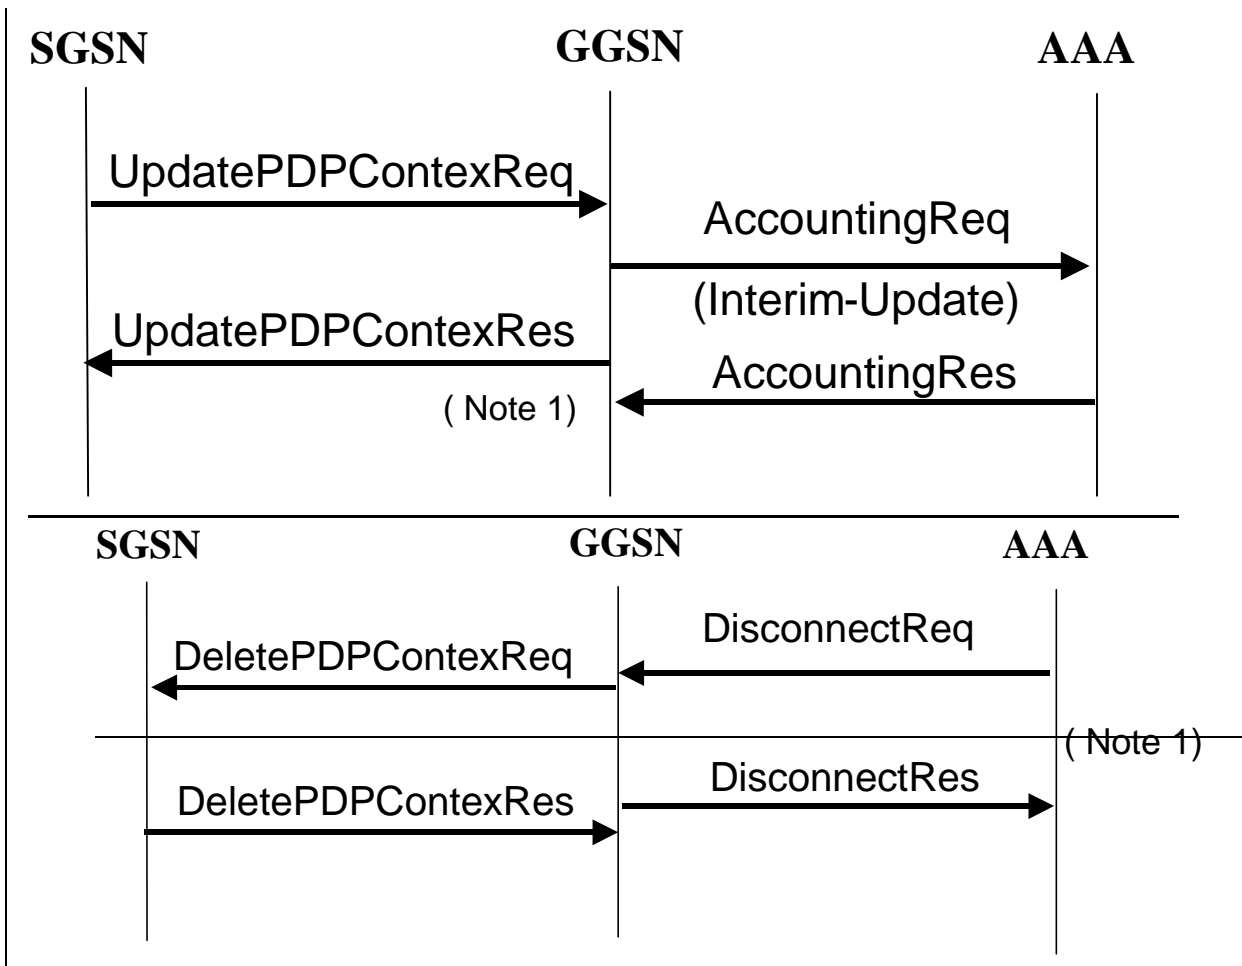 SGSN GGSN AAA
UpdatePDPContexReq
AccountingReq
(Interim-Update)
UpdatePDPContexRes
AccountingRes
( Note 1)
SGSN GGSN AAA
DisconnectReq
DeletePDPContexReq
( Note 1)
DisconnectRes
DeletePDPContexRes